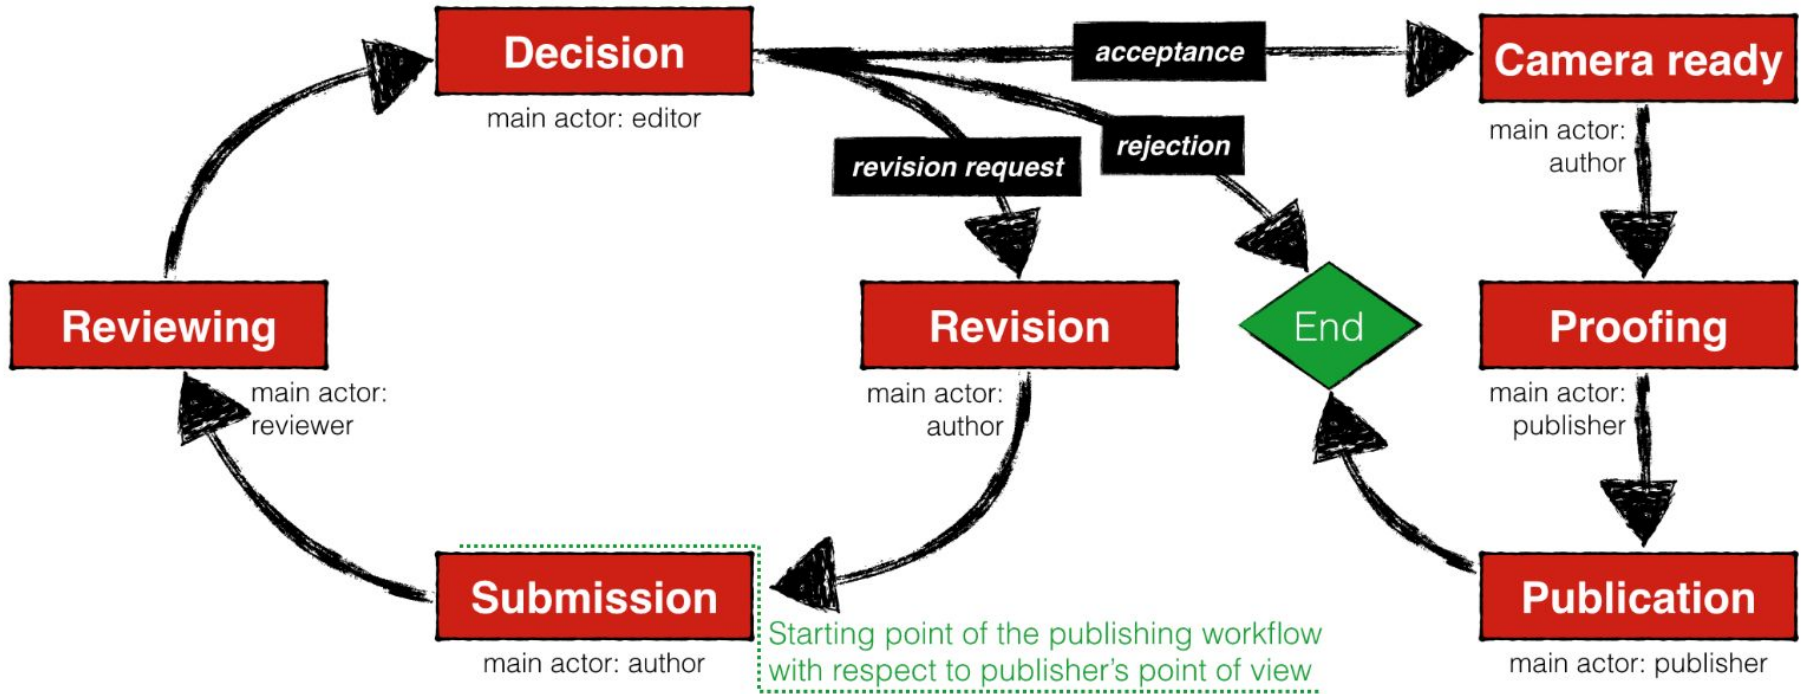 Decision
main actor: editor
acceptance
Camera ready
main actor:
author
revision request
rejection
Reviewing
main actor:
reviewer
Revision
main actor:
author
End
Proofing
main actor:
publisher
Submission
main actor: author
Starting point of the publishing workflow
with respect to publisher's point of view
Publication
main actor: publisher